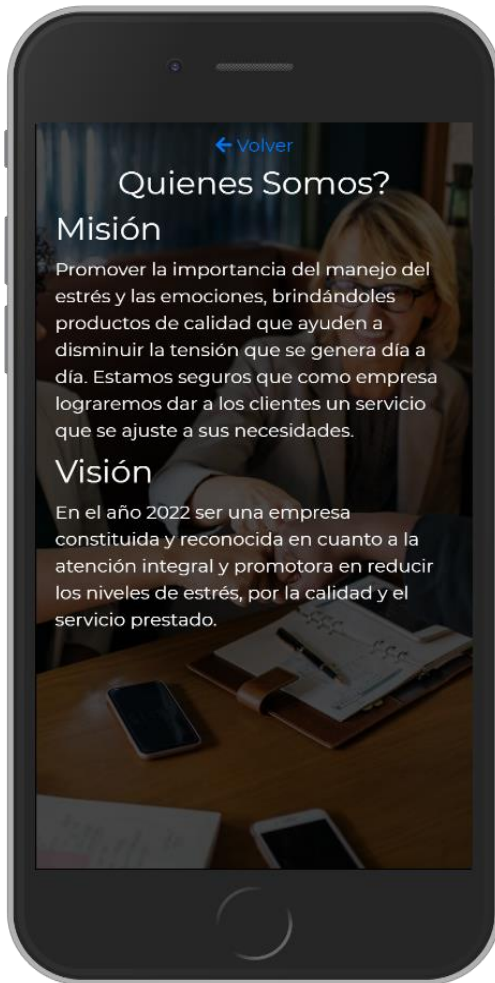 Volver
Quienes Somos?
Misión
Promover la importancia del manejo del
estrés y las emociones, brindándoles
productos de calidad que ayuden a
disminuir la tensión que se genera día a
día. Estamos seguros que como empresa
lograremos dar a los clientes un servicio
que se ajuste a sus necesidades.
Visión
En el año 2022 ser una empresa
constituida y reconocida en cuanto a la
atención integral y promotora en reducir
los niveles de estrés, por la calidad y el
servicio prestado.